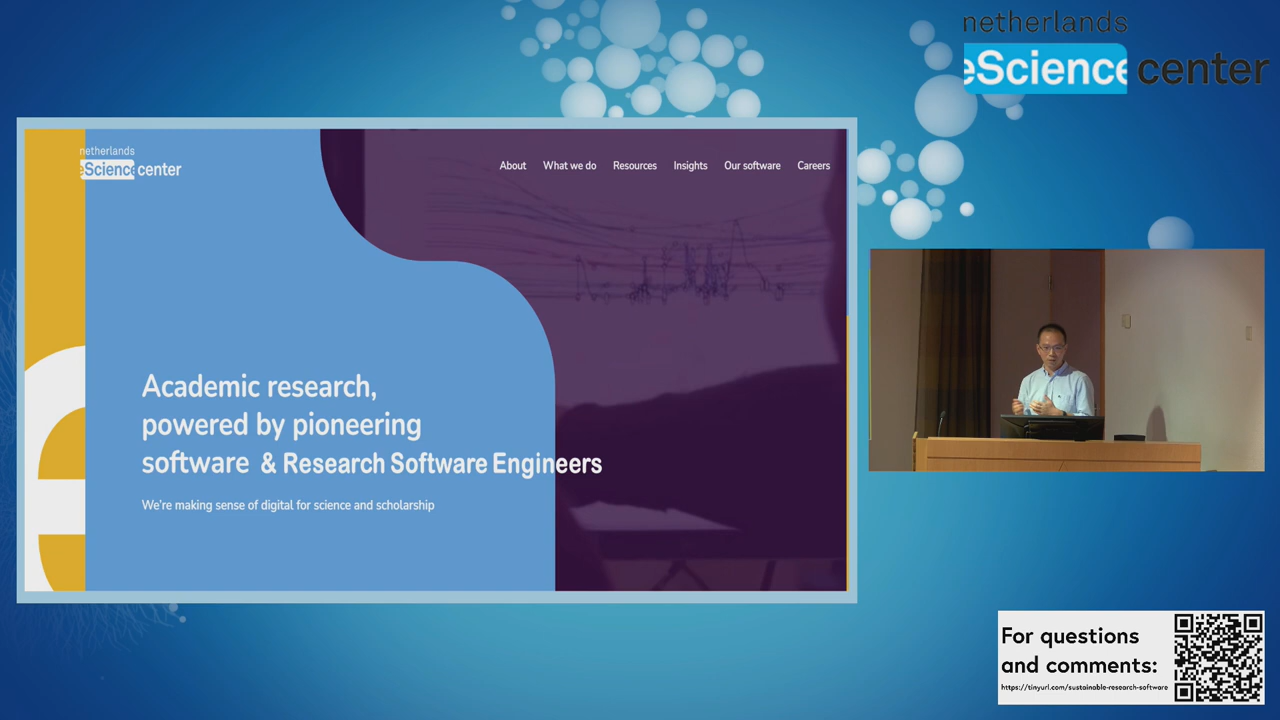 netherlands
eScience center
netherlands
eScience center
About What we do Resources Insights Our software Careers
Academic research,
powered by pioneering
software & Research Software Engineers
We're making sense of digital for science and scholarship
For questions
and comments:
https://tinyurl.com/sustainable-research-software